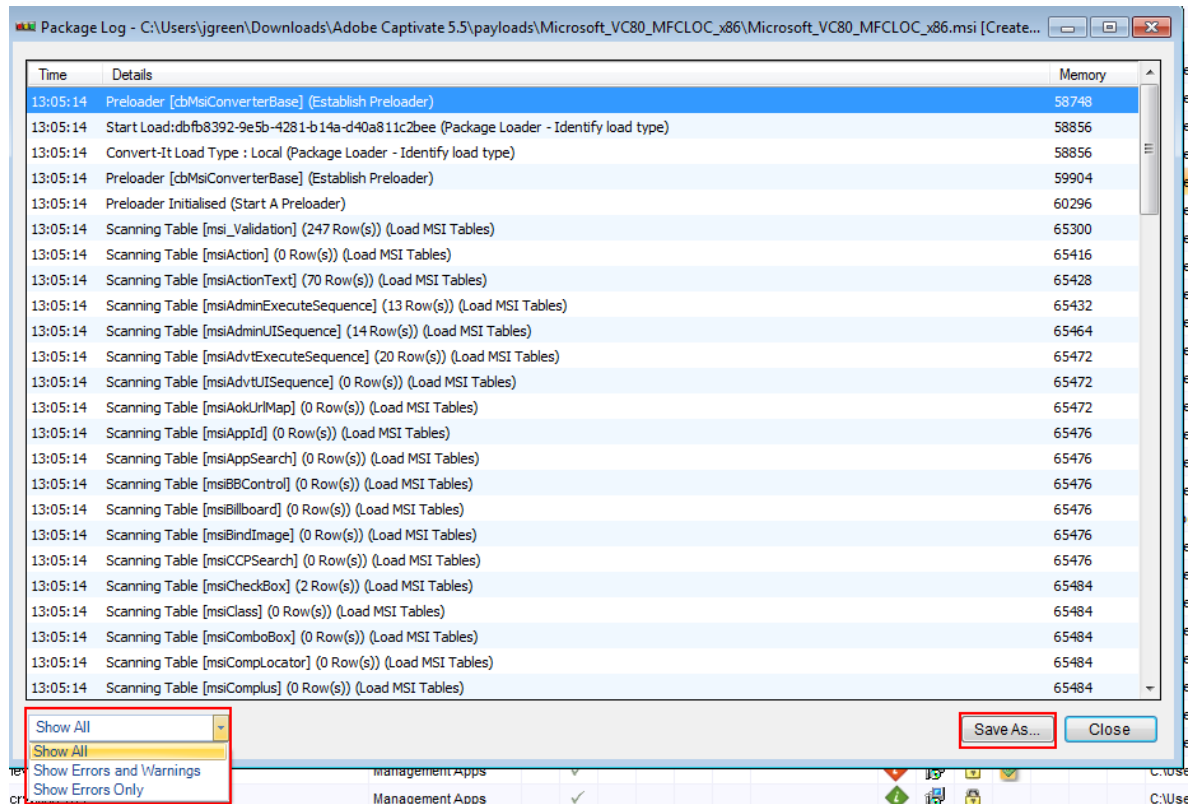 Package Log - C:\Users\jgreen\Downloads\Adobe Captivate 5.5\payloads\Microsoft_VC80_MFCLOC_x86\Microsoft_VC80_MFCLOC_x86.msi [Create...
Time Details Memory
13:05:14 Preloader [cbMsiConverterBase] (Establish Preloader) 58748
13:05:14 Start Load:dbfb8392-9e5b-4281-b14a-d40a811c2bee (Package Loader - Identify load type) 58856
13:05:14 Convert-It Load Type : Local (Package Loader - Identify load type) 58856
13:05:14 Preloader [cbMsiConverterBase] (Establish Preloader) 59904
13:05:14 Preloader Initialised (Start A Preloader) 60296
13:05:14 Scanning Table [msi_Validation] (247 Row(s)) (Load MSI Tables) 65300
13:05:14 Scanning Table [msiAction] (0 Row(s)) (Load MSI Tables) 65416
13:05:14 Scanning Table [msiActionText] (70 Row(s)) (Load MSI Tables) 65428
13:05:14 Scanning Table [msiAdminExecuteSequence] (13 Row(s)) (Load MSI Tables) 65432
13:05:14 Scanning Table [msiAdminUISequence] (14 Row(s)) (Load MSI Tables) 65464
13:05:14 Scanning Table [msiAdvtExecuteSequence] (20 Row(s)) (Load MSI Tables) 65472
13:05:14 Scanning Table [msiAdvtUISequence] (0 Row(s)) (Load MSI Tables) 65472
13:05:14 Scanning Table [msiAokUrlMap] (0 Row(s)) (Load MSI Tables) 65472
13:05:14 Scanning Table [msiAppId] (0 Row(s)) (Load MSI Tables) 65476
13:05:14 Scanning Table [msiAppSearch] (0 Row(s)) (Load MSI Tables) 65476
13:05:14 Scanning Table [msiBBControl] (0 Row(s)) (Load MSI Tables) 65476
13:05:14 Scanning Table [msiBillboard] (0 Row(s)) (Load MSI Tables) 65476
13:05:14 Scanning Table [msiBindImage] (0 Row(s)) (Load MSI Tables) 65476
13:05:14 Scanning Table [msiCCPSearch] (0 Row(s)) (Load MSI Tables) 65476
13:05:14 Scanning Table [msiCheckBox] (2 Row(s)) (Load MSI Tables) 65484
13:05:14 Scanning Table [msiClass] (0 Row(s)) (Load MSI Tables) 65484
13:05:14 Scanning Table [msiComboBox] (0 Row(s)) (Load MSI Tables) 65484
13:05:14 Scanning Table [msiCompLocator] (0 Row(s)) (Load MSI Tables) 65484
13:05:14 Scanning Table [msiComplus] (0 Row(s)) (Load MSI Tables) 65484
Show All Save As... Close
Show All
Show Errors and Warnings Management Apps C:\Use
Show Errors Only
Management Apps C:\Use